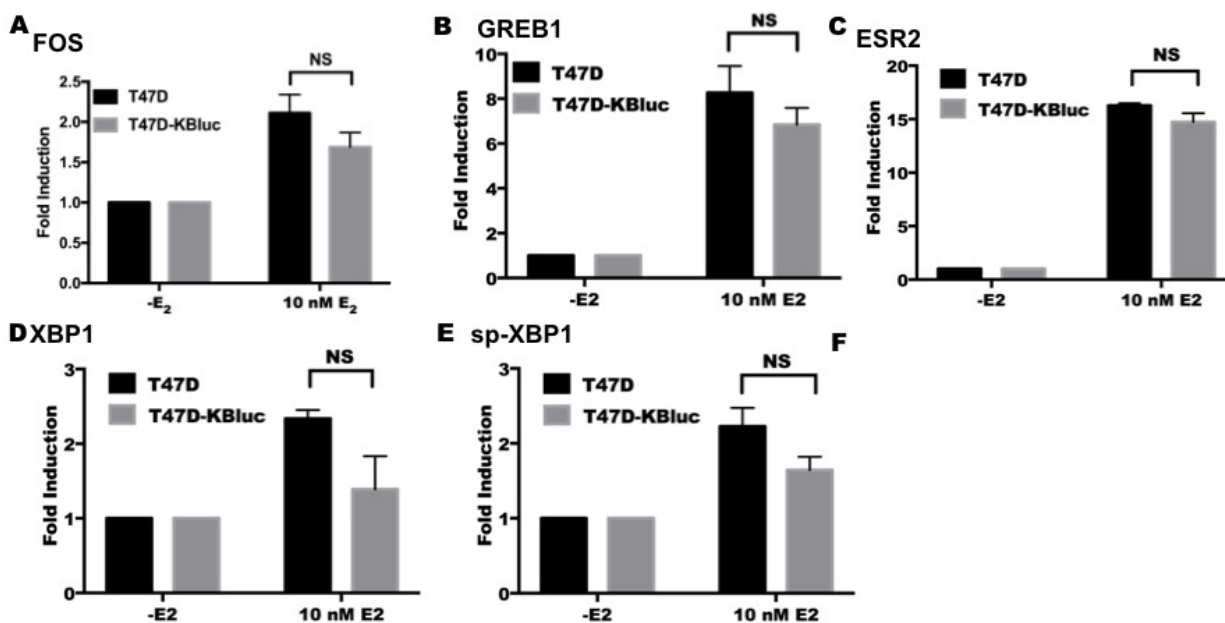 A FOS
NS
T47D
T47D-KBluc
Fold Induction
2.5
2.0
1.5
1.0
0.5
0.0
-E₂
10 nM E₂
B GREB1
NS
T47D
T47D-KBluc
Fold Induction
10
8
6
4
2
0
-E2
10 nM E2
C ESR2
NS
T47D
T47D-KBluc
Fold Induction
20
15
10
5
0
-E2
10 nM E2
D XBP1
NS
T47D
T47D-KBluc
Fold Induction
3
2
1
0
-E2
10 nM E2
E sp-XBP1
NS
T47D
T47D-KBluc
Fold Induction
3
2
1
0
-E2
10 nM E2
F